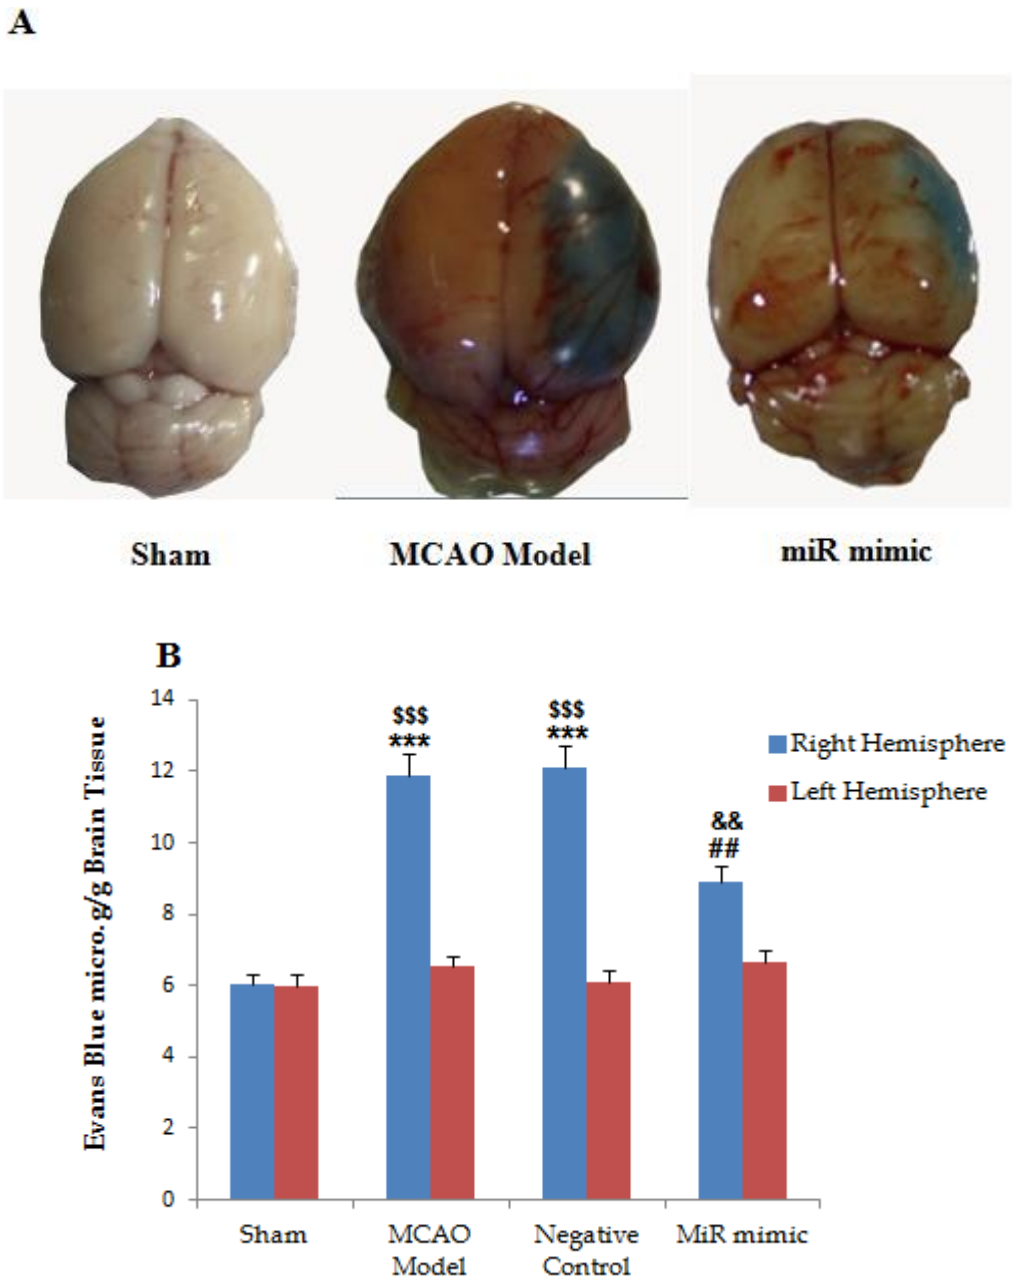 A
Sham
MCAO Model
miR mimic
B
Evans Blue micro.g/g Brain Tissue
14
12
10
8
6
4
2
0
$$$
***
$$$
***
&&
##
Right Hemisphere
Left Hemisphere
Sham
MCAO
Model
Negative
Control
MiR mimic